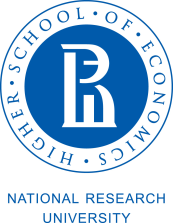 HIGHER · SCHOOL · OF · ECONOMICS ·
NATIONAL RESEARCH
UNIVERSITY